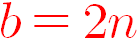 b = 2n